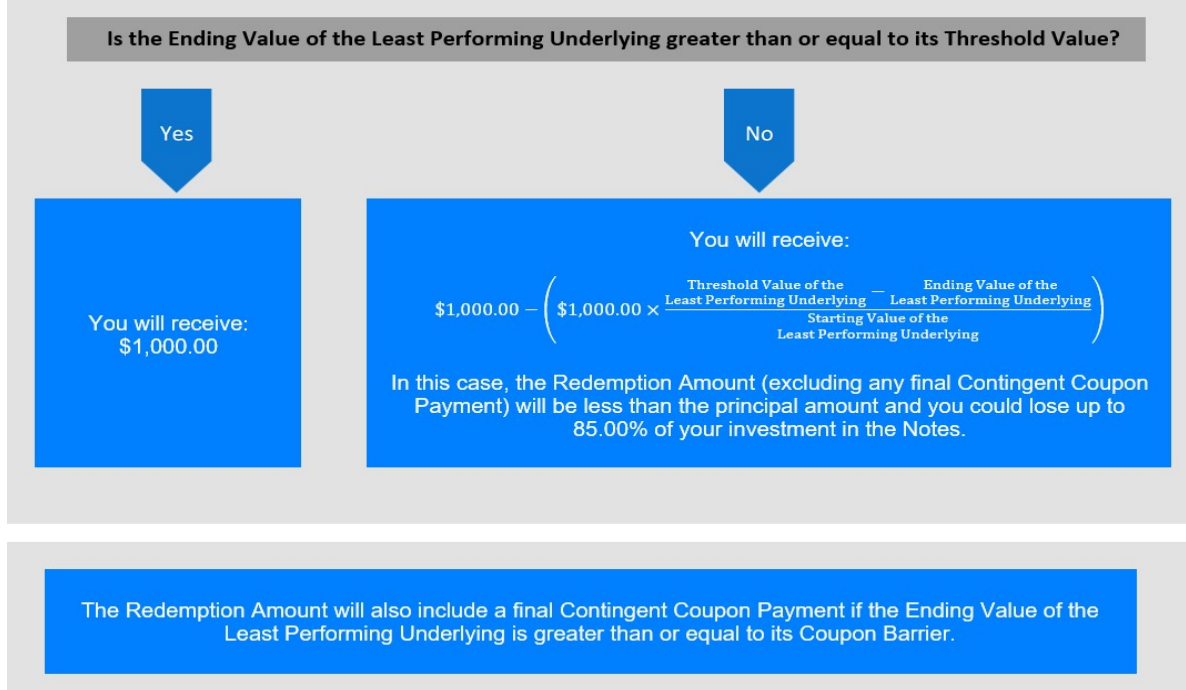 Is the Ending Value of the Least Performing Underlying greater than or equal to its Threshold Value?
Yes
No
You will receive:
$1,000.00
You will receive:
$1,000.00 − ($1,000.00 × (Threshold Value of the Least Performing Underlying − Ending Value of the Least Performing Underlying) / Starting Value of the Least Performing Underlying)
In this case, the Redemption Amount (excluding any final Contingent Coupon
Payment) will be less than the principal amount and you could lose up to
85.00% of your investment in the Notes.
The Redemption Amount will also include a final Contingent Coupon Payment if the Ending Value of the
Least Performing Underlying is greater than or equal to its Coupon Barrier.